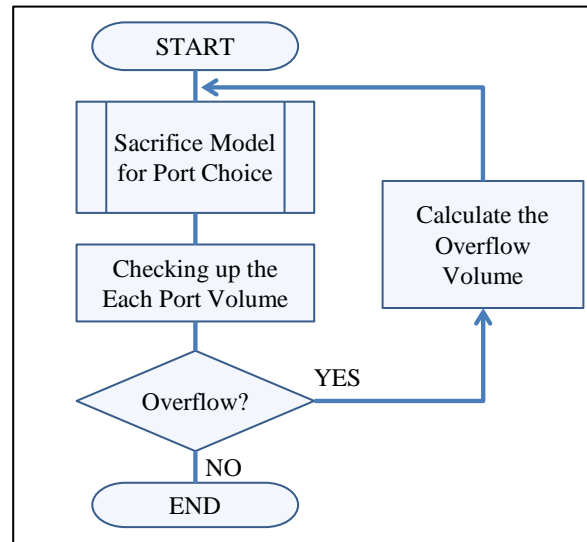 START
Sacrifice Model
for Port Choice
Checking up the
Each Port Volume
Overflow?
YES
Calculate the
Overflow
Volume
NO
END